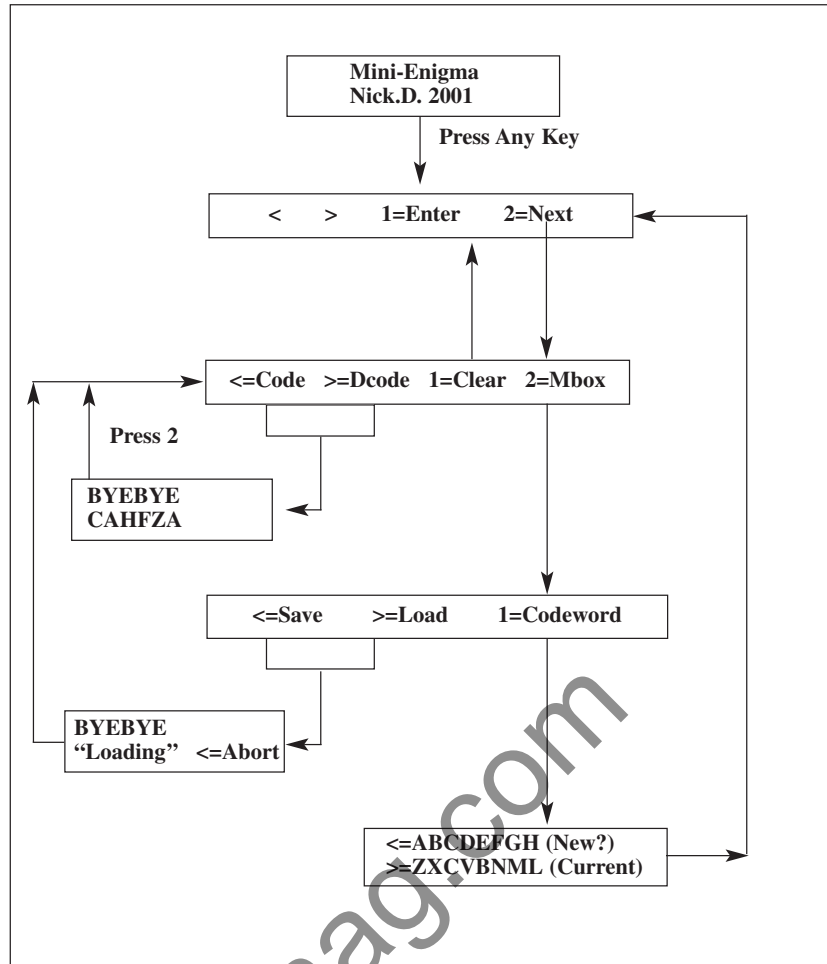 Mini-Enigma
Nick.D. 2001
Press Any Key
< > 1=Enter 2=Next
<=Code >=Dcode 1=Clear 2=Mbox
Press 2
BYEBYE
CAHFZA
<=Save >=Load 1=Codeword
BYEBYE
“Loading” <=Abort
<=ABCDEFGH (New?)
>=ZXCVBNML (Current)